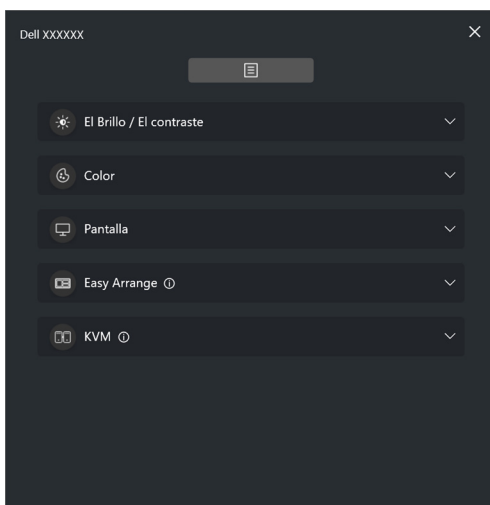 Dell XXXXXX
El Brillo / El contraste
Color
Pantalla
Easy Arrange
KVM